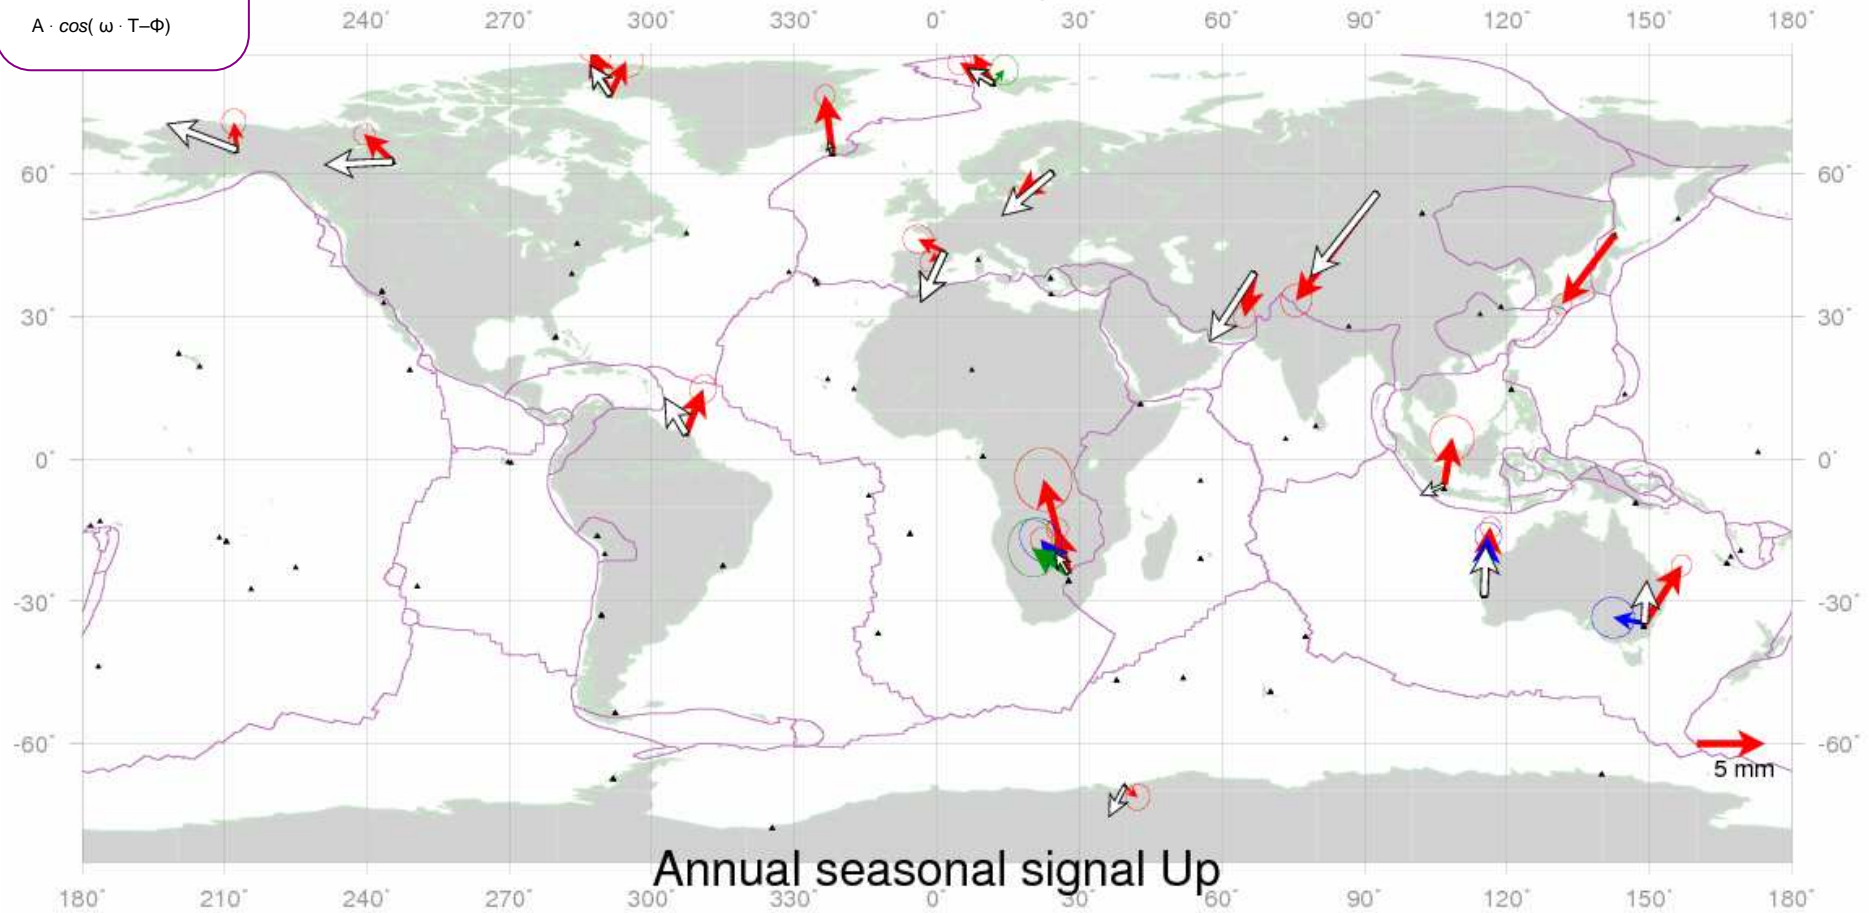 A · cos( ω · T–Φ)
240° 270° 300° 330° 0° 30° 60° 90° 120° 150° 180°
60° 60°
30° 30°
0° 0°
-30° -30°
-60° -60°
5 mm
Annual seasonal signal Up
180° 210° 240° 270° 300° 330° 0° 30° 60° 90° 120° 150° 180°